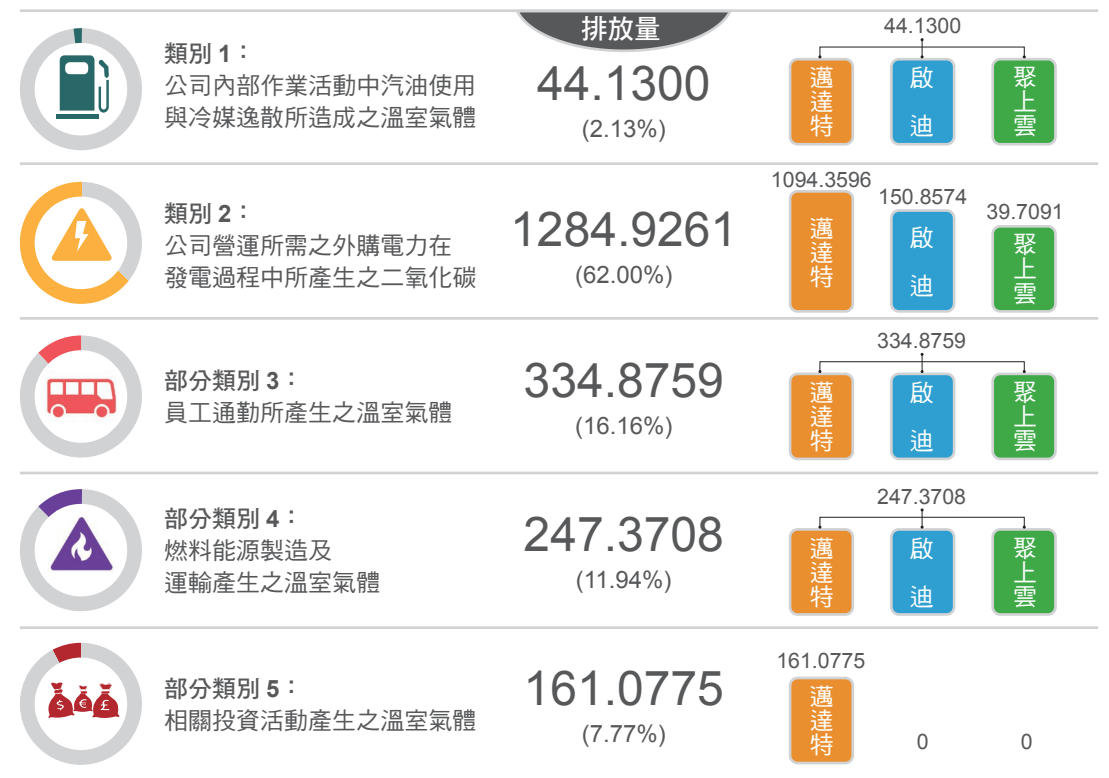 排放量
類別 1：
公司內部作業活動中汽油使用
與冷媒逸散所造成之溫室氣體
44.1300
(2.13%)
44.1300
邁達特
啟迪
聚上雲
類別 2：
公司營運所需之外購電力在
發電過程中所產生之二氧化碳
1284.9261
(62.00%)
1094.3596
邁達特
150.8574
啟迪
39.7091
聚上雲
部分類別 3：
員工通勤所產生之溫室氣體
334.8759
(16.16%)
334.8759
邁達特
啟迪
聚上雲
部分類別 4：
燃料能源製造及
運輸產生之溫室氣體
247.3708
(11.94%)
247.3708
邁達特
啟迪
聚上雲
$ € £
部分類別 5：
相關投資活動產生之溫室氣體
161.0775
(7.77%)
161.0775
邁達特
0
0